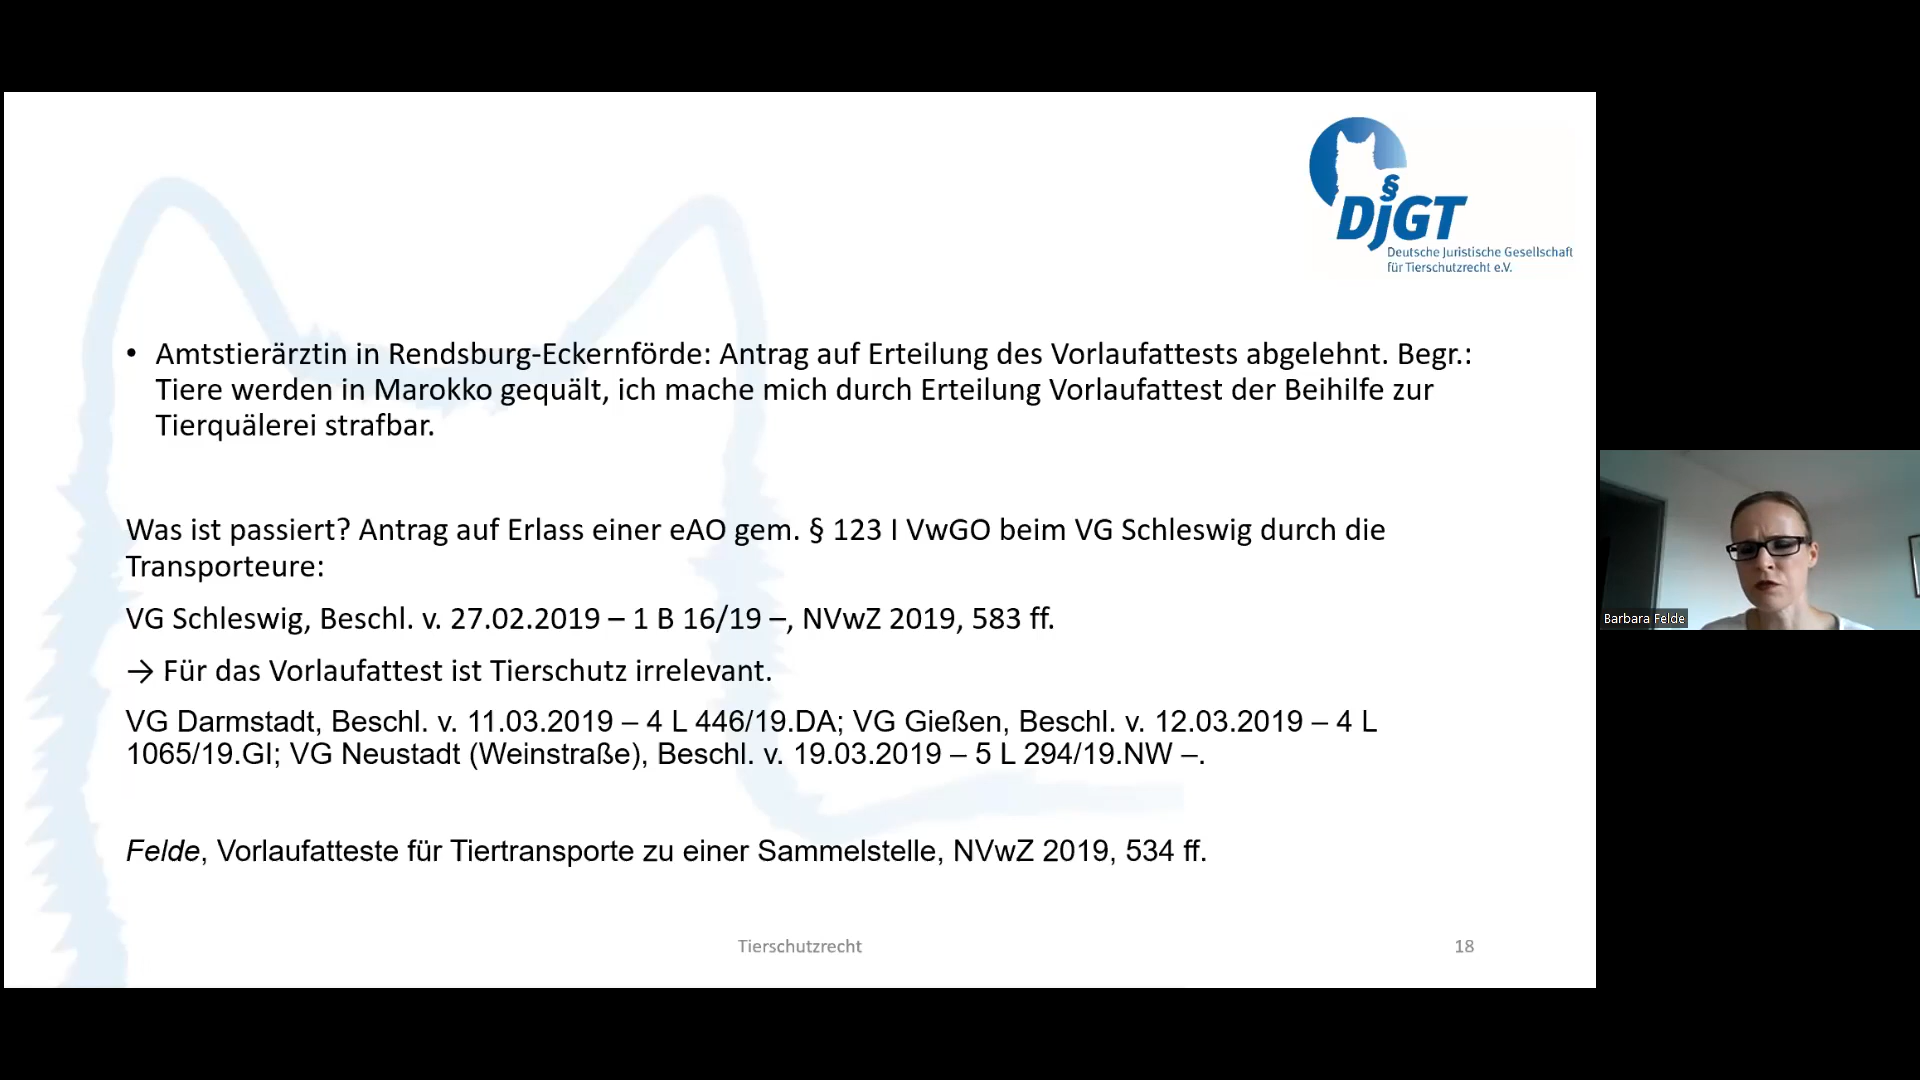 §
DjGT
Deutsche Juristische Gesellschaft
für Tierschutzrecht e.V.
• Amtstierärztin in Rendsburg-Eckernförde: Antrag auf Erteilung des Vorlaufattests abgelehnt. Begr.:
Tiere werden in Marokko gequält, ich mache mich durch Erteilung Vorlaufattest der Beihilfe zur
Tierquälerei strafbar.
Was ist passiert? Antrag auf Erlass einer eAO gem. § 123 I VwGO beim VG Schleswig durch die
Transporteure:
VG Schleswig, Beschl. v. 27.02.2019 – 1 B 16/19 –, NVwZ 2019, 583 ff.
→ Für das Vorlaufattest ist Tierschutz irrelevant.
VG Darmstadt, Beschl. v. 11.03.2019 – 4 L 446/19.DA; VG Gießen, Beschl. v. 12.03.2019 – 4 L
1065/19.GI; VG Neustadt (Weinstraße), Beschl. v. 19.03.2019 – 5 L 294/19.NW –.
Felde, Vorlaufatteste für Tiertransporte zu einer Sammelstelle, NVwZ 2019, 534 ff.
Tierschutzrecht
18
Barbara Felde